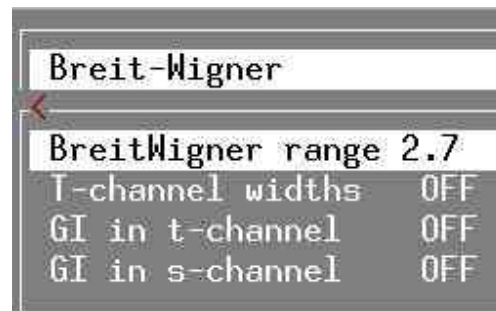 Breit-Wigner
BreitWigner range 2.7
T-channel widths OFF
GI in t-channel OFF
GI in s-channel OFF